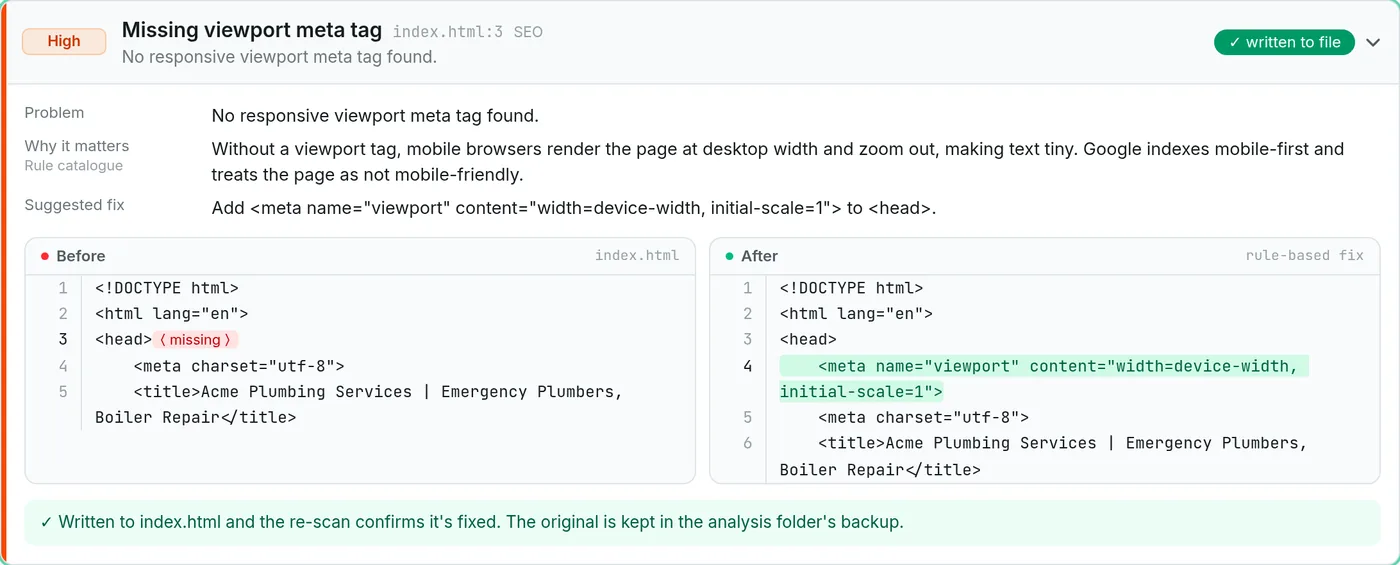 High
Missing viewport meta tag index.html:3 SEO
No responsive viewport meta tag found.
✓ written to file
Problem
No responsive viewport meta tag found.
Why it matters
Rule catalogue
Without a viewport tag, mobile browsers render the page at desktop width and zoom out, making text tiny. Google indexes mobile-first and
treats the page as not mobile-friendly.
Suggested fix
Add <meta name="viewport" content="width=device-width, initial-scale=1"> to <head>.
Before index.html
1 <!DOCTYPE html>
2 <html lang="en">
3 <head>⟨ missing ⟩
4     <meta charset="utf-8">
5     <title>Acme Plumbing Services | Emergency Plumbers,
Boiler Repair</title>
After rule-based fix
1 <!DOCTYPE html>
2 <html lang="en">
3 <head>
4     <meta name="viewport" content="width=device-width,
initial-scale=1">
5     <meta charset="utf-8">
6     <title>Acme Plumbing Services | Emergency Plumbers,
Boiler Repair</title>
✓ Written to index.html and the re-scan confirms it's fixed. The original is kept in the analysis folder's backup.